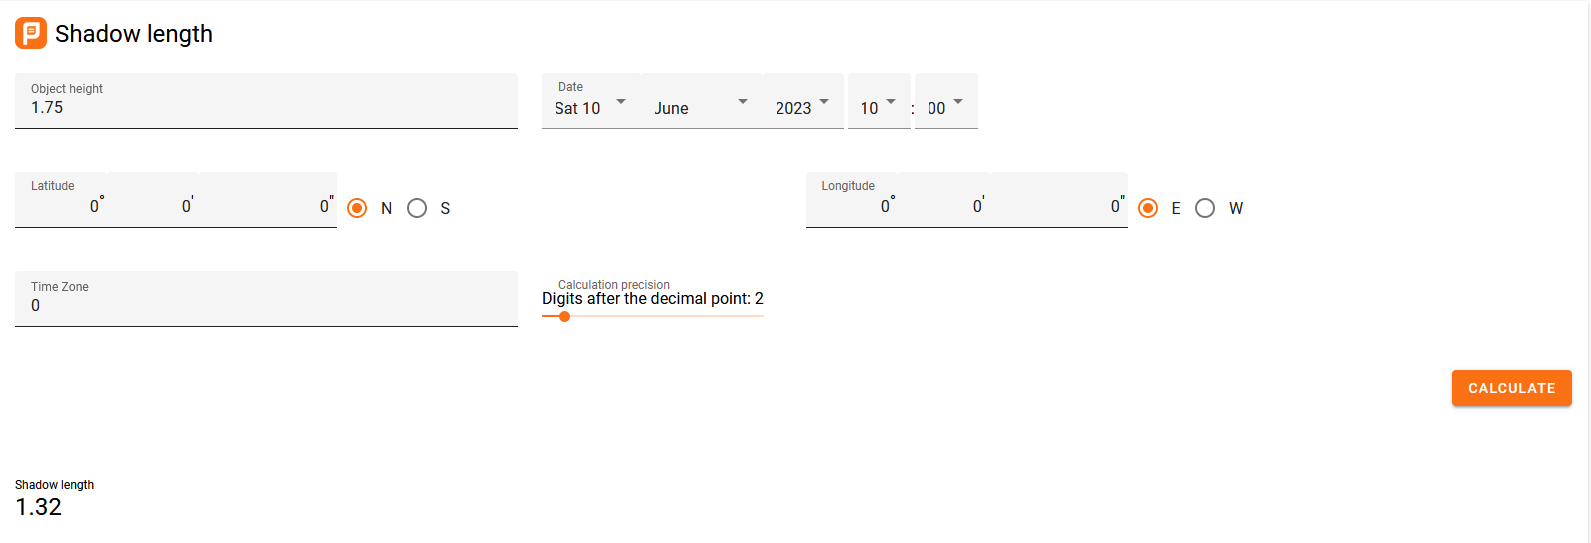 Shadow length
Object height
1.75
Date
Sat 10 June 2023 10 : 00
Latitude
0° 0' 0" N S
Longitude
0° 0' 0" E W
Time Zone
0
Calculation precision
Digits after the decimal point: 2
CALCULATE
Shadow length
1.32